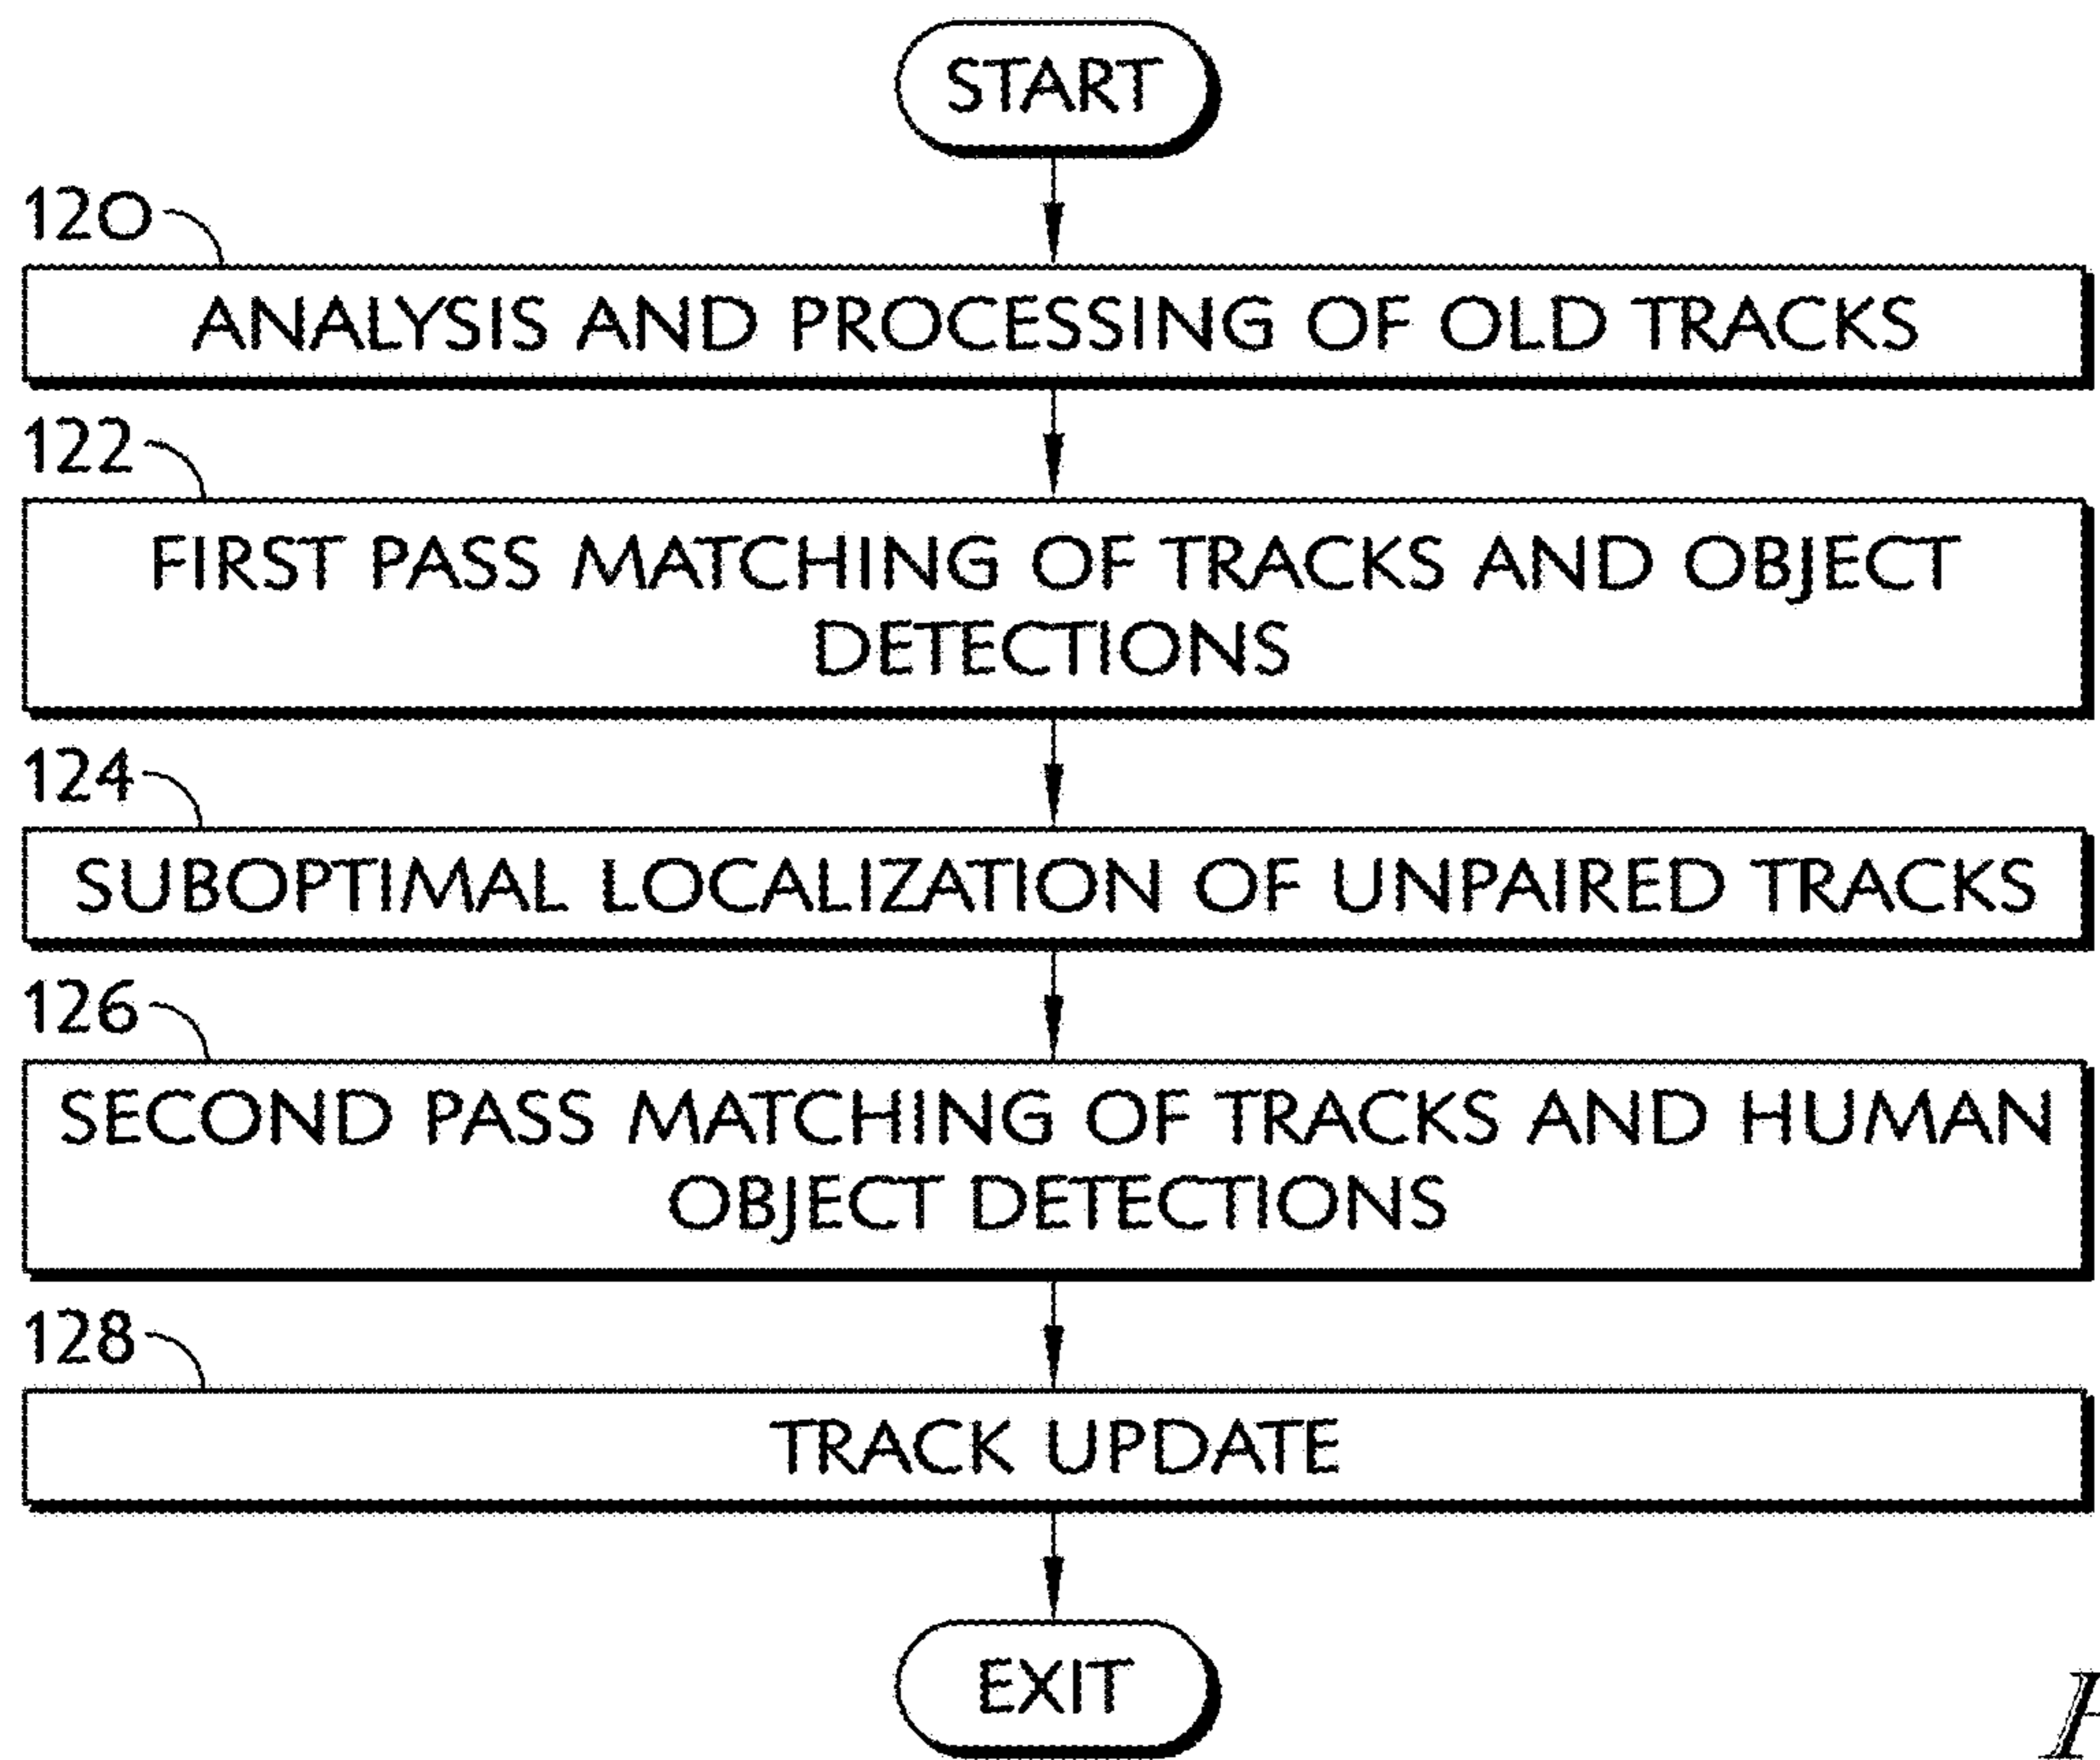 START
120
ANALYSIS AND PROCESSING OF OLD TRACKS
122
FIRST PASS MATCHING OF TRACKS AND OBJECT
DETECTIONS
124
SUBOPTIMAL LOCALIZATION OF UNPAIRED TRACKS
126
SECOND PASS MATCHING OF TRACKS AND HUMAN
OBJECT DETECTIONS
128
TRACK UPDATE
EXIT